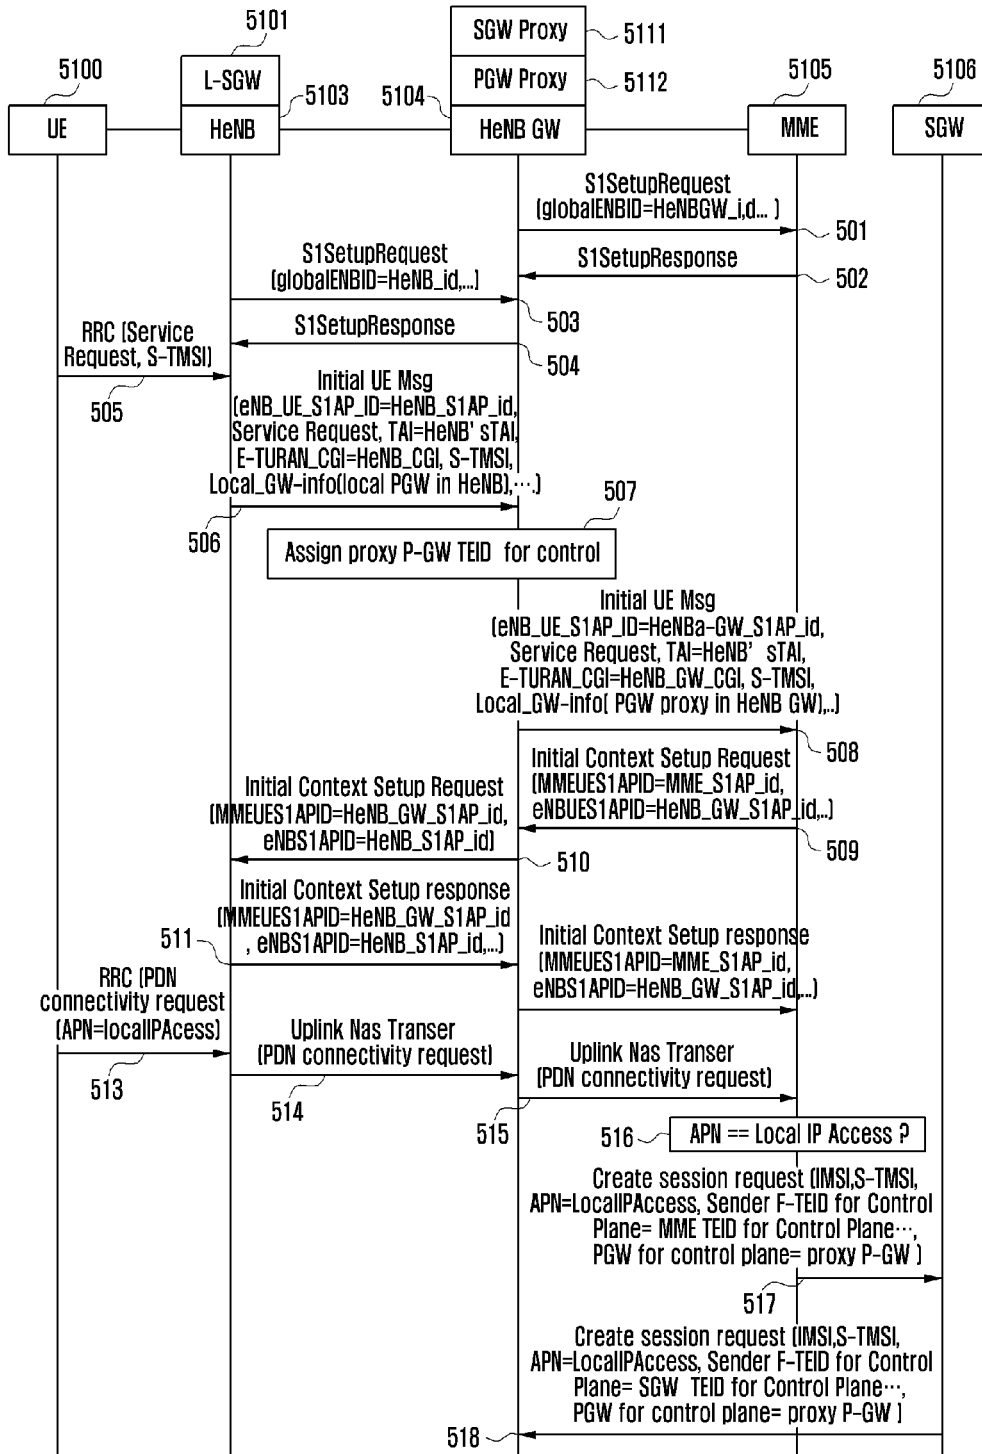 5101
SGW Proxy
5111
5100
L-SGW
5103
5104
PGW Proxy
5112
5105
5106
UE
HeNB
HeNB GW
MME
SGW
S1SetupRequest
(globalENBID=HeNBGW_i,d... )
501
S1SetupRequest
(globalENBID=HeNB_id,...)
S1SetupResponse
502
503
RRC (Service
Request, S-TMSI)
S1SetupResponse
504
505
Initial UE Msg
(eNB_UE_S1AP_ID=HeNB_S1AP_id,
Service Request, TAI=HeNB' sTAI,
E-TURAN_CGI=HeNB_CGI, S-TMSI,
Local_GW-info(local PGW in HeNB),....)
506
507
Assign proxy P-GW TEID for control
Initial UE Msg
(eNB_UE_S1AP_ID=HeNBa-GW_S1AP_id,
Service Request, TAI=HeNB' sTAI,
E-TURAN_CGI=HeNB_GW_CGI, S-TMSI,
Local_GW-info( PGW proxy in HeNB GW),..)
508
Initial Context Setup Request
(MMEUES1APID=MME_S1AP_id,
eNBUES1APID=HeNB_GW_S1AP_id,..)
509
Initial Context Setup Request
(MMEUES1APID=HeNB_GW_S1AP_id,
eNBS1APID=HeNB_S1AP_id)
510
Initial Context Setup response
(MMEUES1APID=HeNB_GW_S1AP_id
, eNBS1APID=HeNB_S1AP_id,...)
511
Initial Context Setup response
(MMEUES1APID=MME_S1AP_id,
eNBS1APID=HeNB_GW_S1AP_id,...)
RRC (PDN
connectivity request
(APN=localIPAcess)
513
Uplink Nas Transer
(PDN connectivity request)
514
Uplink Nas Transer
(PDN connectivity request)
515
516
APN == Local IP Access ?
Create session request (IMSI,S-TMSI,
APN=LocalIPAccess, Sender F-TEID for Control
Plane= MME TEID for Control Plane...,
PGW for control plane= proxy P-GW )
517
Create session request (IMSI,S-TMSI,
APN=LocalIPAccess, Sender F-TEID for Control
Plane= SGW TEID for Control Plane...,
PGW for control plane= proxy P-GW )
518